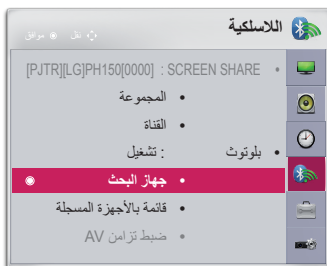 اللاسلكية
نقل موافق
[PJTR][LG]PH150[0000] : SCREEN SHARE •
• المجموعة
• القناة
• بلوتوث : تشغيل
• جهاز البحث
• قائمة بالأجهزة المسجلة
• ضبط تزامن AV